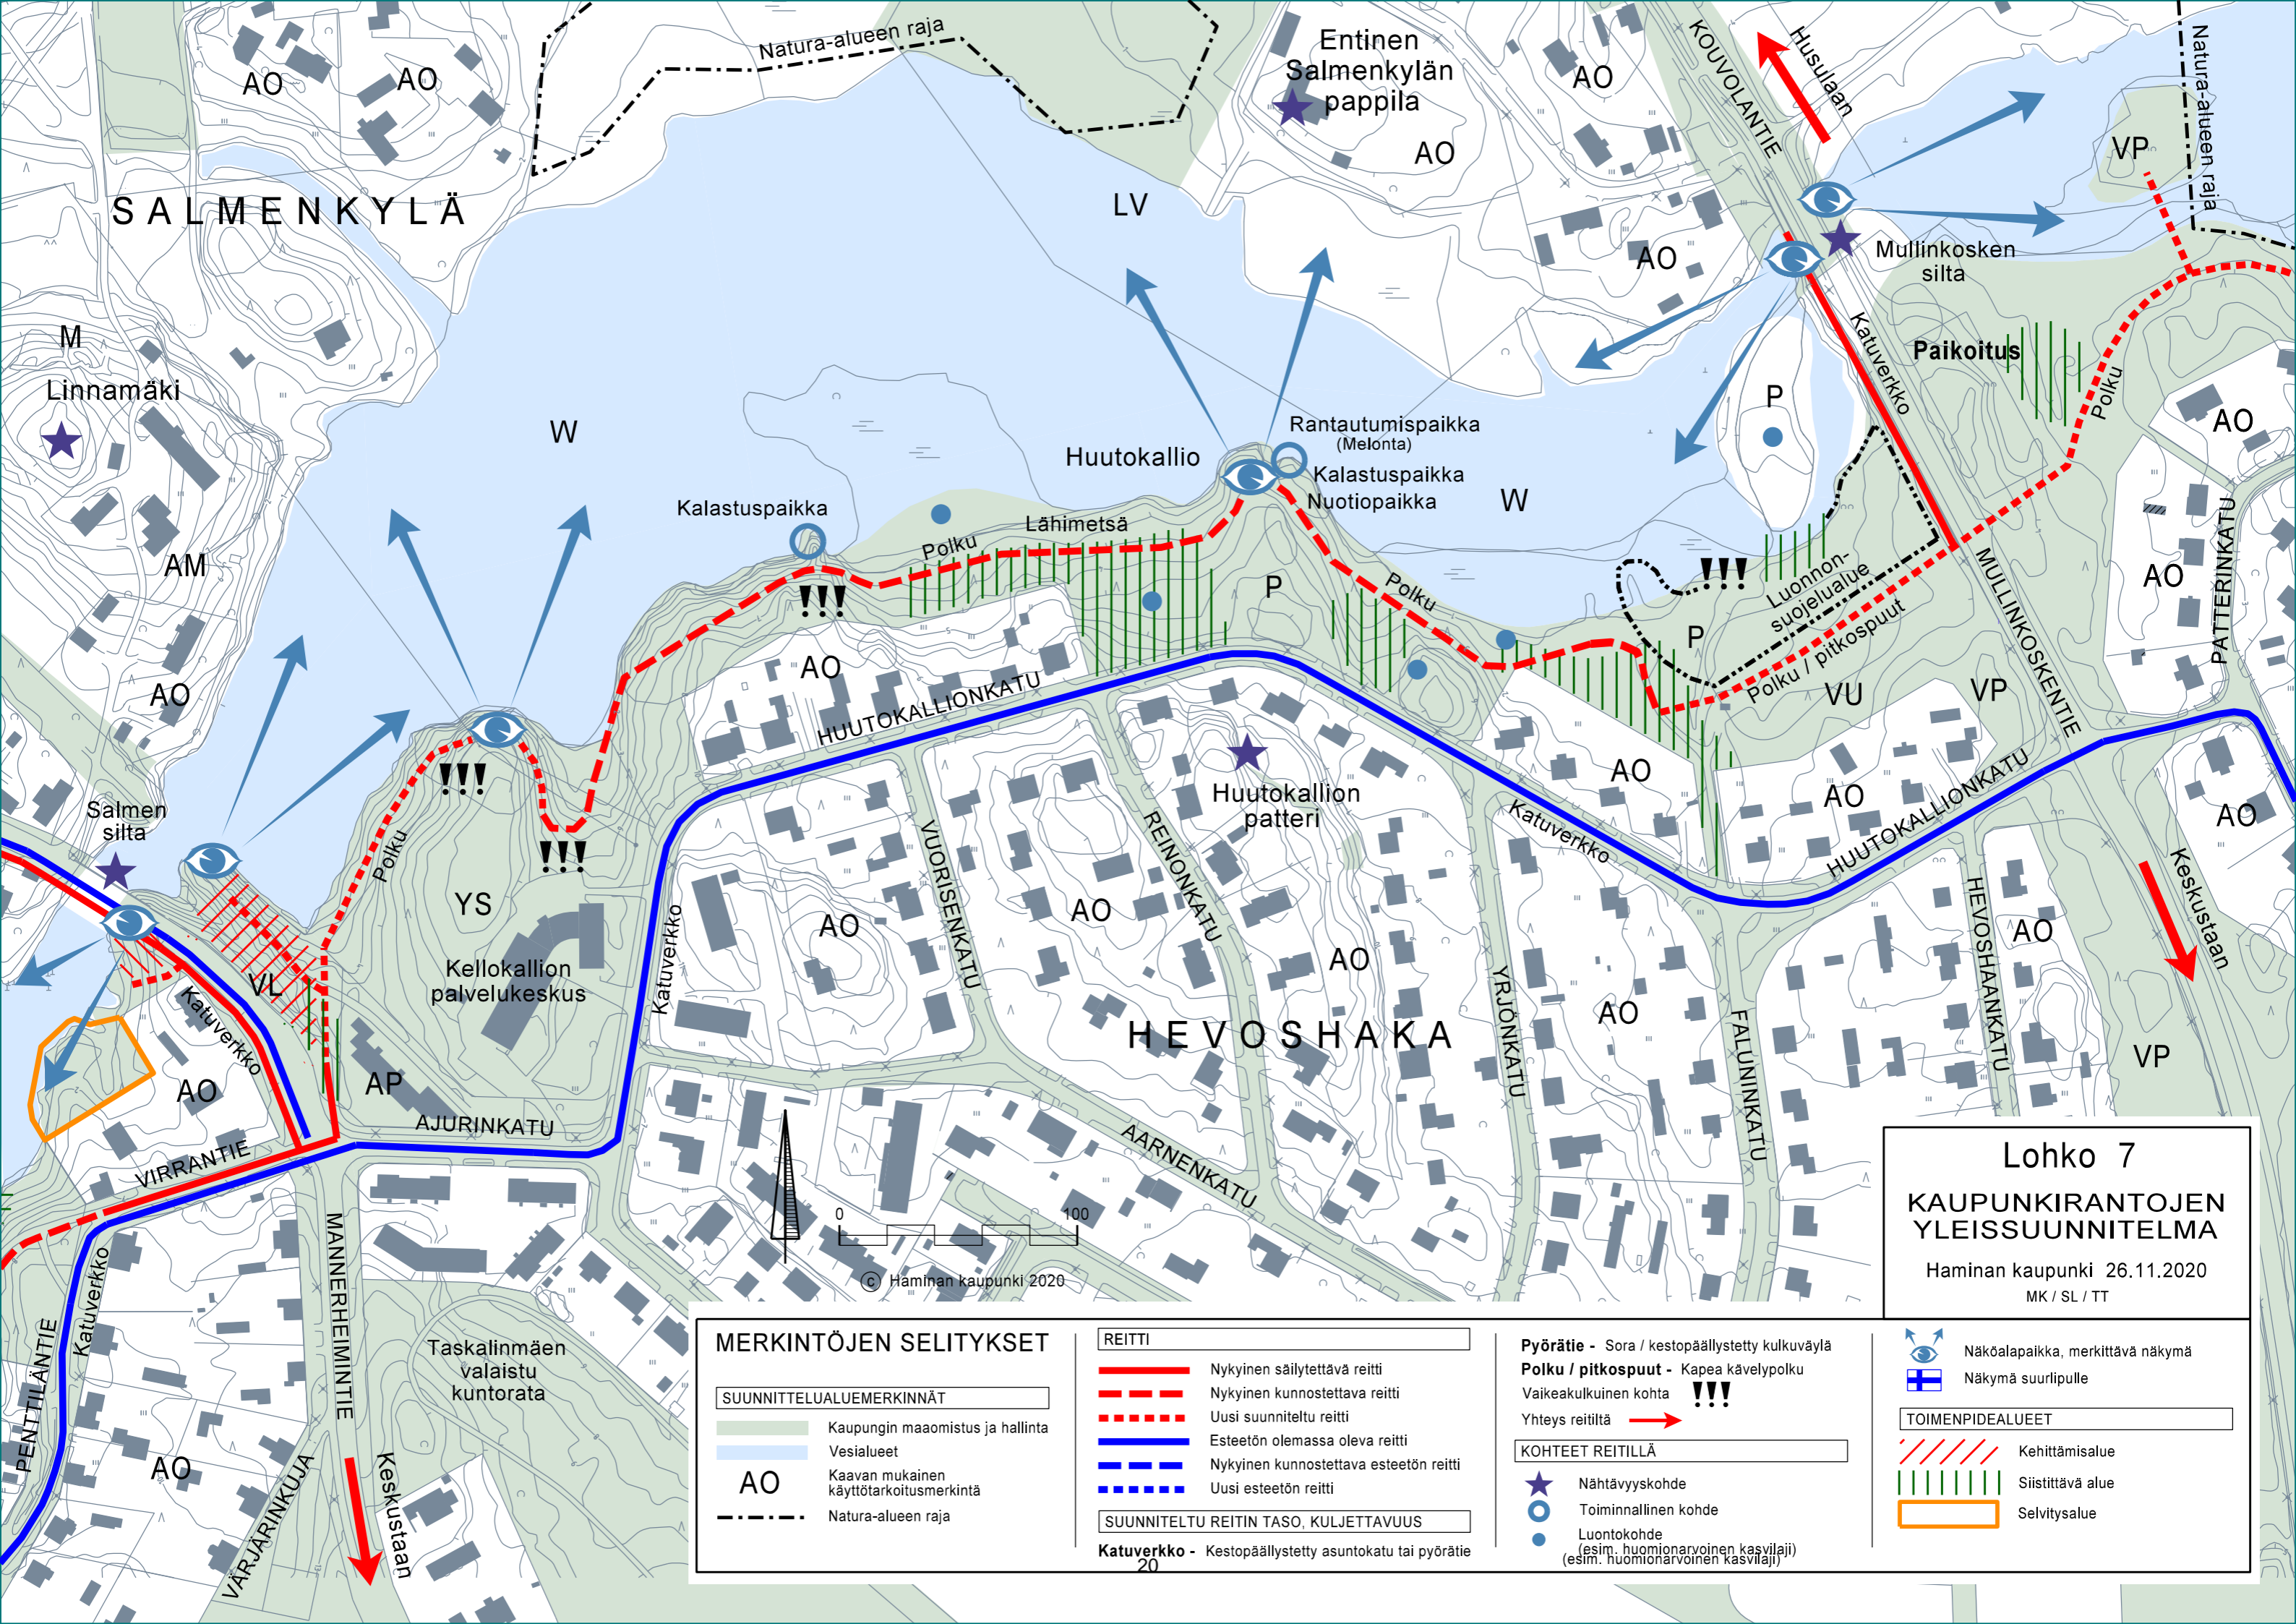 Natura-alueen raja
Entinen
Salmenkylän
pappila
KOUVOLANTIE
Husulaan
Natura-alueen raja
AO
AO
AO
AO
VP
SALMENKYLÄ
LV
AO
Mullinkosken
silta
M
Linnamäki
Katuverkko
Paikoitus
Polku
P
AO
W
Rantautumispaikka
(Melonta)
Huutokallio
Kalastuspaikka
Nuotiopaikka
W
Kalastuspaikka
Lähimetsä
Polku
AM
!!!
P
Polku
!!!
Luonnon-
suojelualue
P
Polku / pitkospuut
MULLINKOSKENTIE
AO
PATTERINKATU
AO
AO
HUUTOKALLIONKATU
VU
VP
!!!
Salmen
silta
Polku
!!!
Huutokallion
patteri
AO
AO
HUUTOKALLIONKATU
AO
Katuverkko
VUORISENKATU
REINONKATU
YS
Kellokallion
palvelukeskus
Katuverkko
AO
AO
AO
AO
YRJÖNKATU
FALUNINKATU
HEVOSHAANKATU
AO
Keskustaan
VL
Katuverkko
HEVOSHAKA
VP
AO
AP
AJURINKATU
VIRRANTIE
AARNENKATU
0
100
© Haminan kaupunki 2020
MANNERHEIMINTIE
Katuverkko
PENTTILÄNTIE
AO
Taskalinmäen
valaistu
kuntorata
VÄRJÄRINKUJA
Keskustaan
Lohko 7
KAUPUNKIRANTOJEN
YLEISSUUNNITELMA
Haminan kaupunki 26.11.2020
MK / SL / TT
MERKINTÖJEN SELITYKSET
SUUNNITTELUALUEMERKINNÄT
Kaupungin maaomistus ja hallinta
Vesialueet
AO
Kaavan mukainen
käyttötarkoitusmerkintä
Natura-alueen raja
REITTI
Nykyinen säilytettävä reitti
Nykyinen kunnostettava reitti
Uusi suunniteltu reitti
Esteetön olemassa oleva reitti
Nykyinen kunnostettava esteetön reitti
Uusi esteetön reitti
SUUNNITELTU REITIN TASO, KULJETTAVUUS
Katuverkko - Kestopäällystetty asuntokatu tai pyörätie
20
Pyörätie - Sora / kestopäällystetty kulkuväylä
Polku / pitkospuut - Kapea kävelypolku
Vaikeakulkuinen kohta !!!
Yhteys reitiltä
KOHTEET REITILLÄ
Nähtävyyskohde
Toiminnallinen kohde
Luontokohde
(esim. huomionarvoinen kasvilaji)
(esim. huomionarvoinen kasvilaji)
Näköalapaikka, merkittävä näkymä
Näkymä suurlipulle
TOIMENPIDEALUEET
Kehittämisalue
Siistittävä alue
Selvitysalue